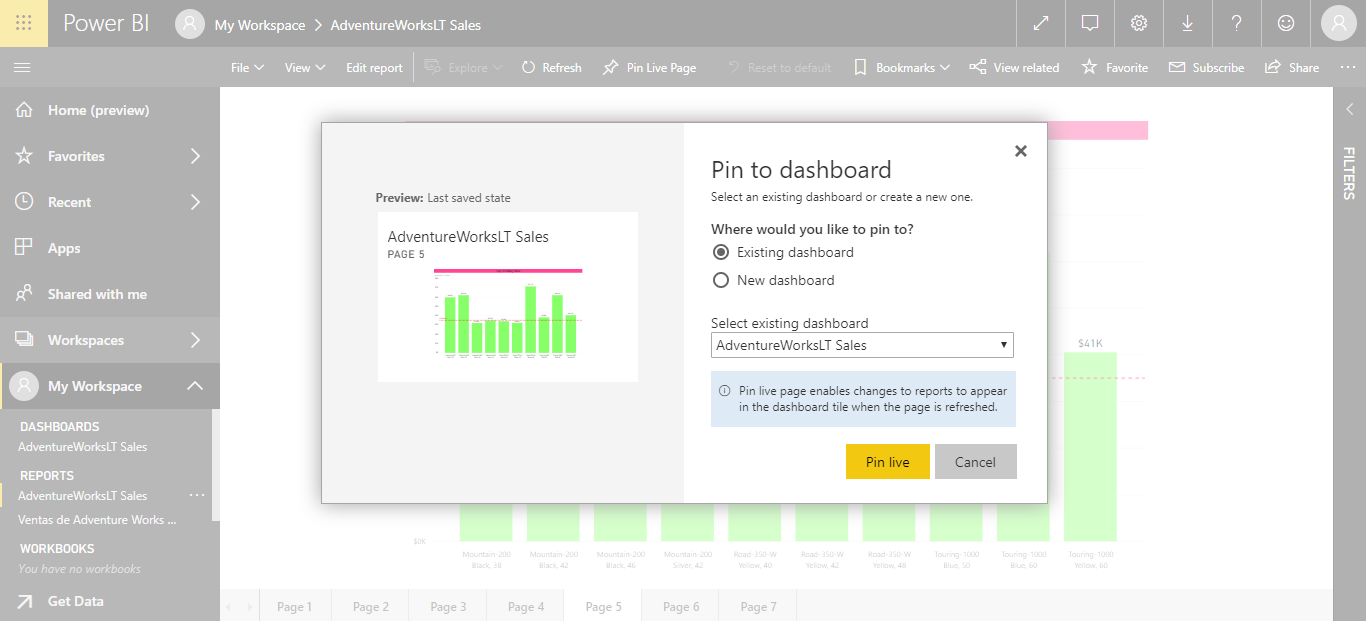 Power BI
My Workspace > AdventureWorksLT Sales
?
File
View
Edit report
Explore
Refresh
Pin Live Page
Reset to default
Bookmarks
View related
Favorite
Subscribe
Share
···
Home (preview)
Favorites
Recent
Apps
Shared with me
Workspaces
My Workspace
DASHBOARDS
AdventureWorksLT Sales
REPORTS
AdventureWorksLT Sales
···
Ventas de Adventure Works ...
WORKBOOKS
You have no workbooks
Get Data
Preview: Last saved state
AdventureWorksLT Sales
PAGE 5
Pin to dashboard
Select an existing dashboard or create a new one.
Where would you like to pin to?
Existing dashboard
New dashboard
Select existing dashboard
AdventureWorksLT Sales
Pin live page enables changes to reports to appear
in the dashboard tile when the page is refreshed.
Pin live
Cancel
$41K
$0K
Mountain-200
Black, 38
Mountain-200
Black, 42
Mountain-200
Black, 46
Mountain-200
Silver, 42
Road-350-W
Yellow, 40
Road-350-W
Yellow, 42
Road-350-W
Yellow, 48
Touring-1000
Blue, 50
Touring-1000
Blue, 60
Touring-1000
Yellow, 60
Page 1
Page 2
Page 3
Page 4
Page 5
Page 6
Page 7
FILTERS